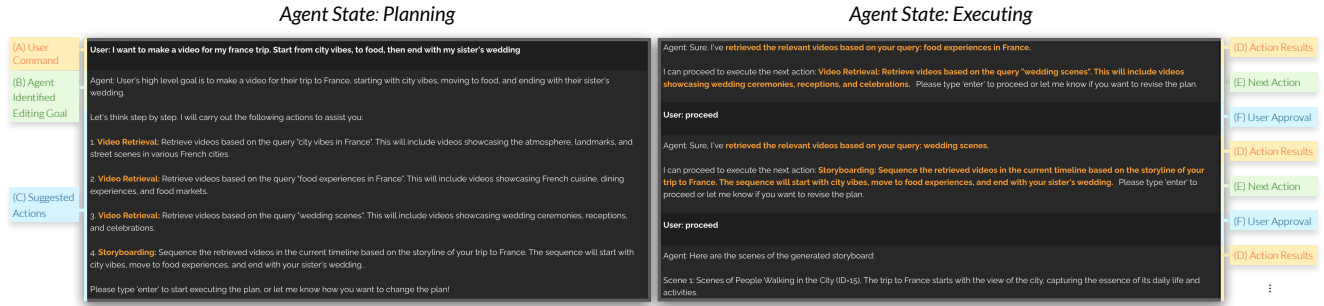 Agent State: Planning
(A) User
Command
(B) Agent
Identified
Editing Goal
(C) Suggested
Actions
User: I want to make a video for my france trip. Start from city vibes, to food, then end with my sister's wedding
Agent: User's high level goal is to make a video for their trip to France, starting with city vibes, moving to food, and ending with their sister's
wedding.
Let's think step by step. I will carry out the following actions to assist you:
1. Video Retrieval: Retrieve videos based on the query "city vibes in France". This will include videos showcasing the atmosphere, landmarks, and
street scenes in various French cities.
2. Video Retrieval: Retrieve videos based on the query "food experiences in France". This will include videos showcasing French cuisine, dining
experiences, and food markets.
3. Video Retrieval: Retrieve videos based on the query "wedding scenes". This will include videos showcasing wedding ceremonies, receptions,
and celebrations.
4. Storyboarding: Sequence the retrieved videos in the current timeline based on the storyline of your trip to France. The sequence will start with
city vibes, move to food experiences, and end with your sister's wedding..
Please type 'enter' to start executing the plan, or let me know how you want to change the plan!
Agent State: Executing
Agent: Sure, I've retrieved the relevant videos based on your query: food experiences in France.
I can proceed to execute the next action: Video Retrieval: Retrieve videos based on the query "wedding scenes". This will include videos
showcasing wedding ceremonies, receptions, and celebrations. Please type 'enter' to proceed or let me know if you want to revise the plan.
User: proceed
Agent: Sure, I've retrieved the relevant videos based on your query: wedding scenes.
I can proceed to execute the next action: Storyboarding: Sequence the retrieved videos in the current timeline based on the storyline of your
trip to France. The sequence will start with city vibes, move to food experiences, and end with your sister's wedding. Please type 'enter' to
proceed or let me know if you want to revise the plan.
User: proceed
Agent: Here are the scenes of the generated storyboard:
Scene 1: Scenes of People Walking in the City (ID=15), The trip to France starts with the view of the city, capturing the essence of its daily life and
activities.
(D) Action Results
(E) Next Action
(F) User Approval
(D) Action Results
(E) Next Action
(F) User Approval
(D) Action Results
⋮